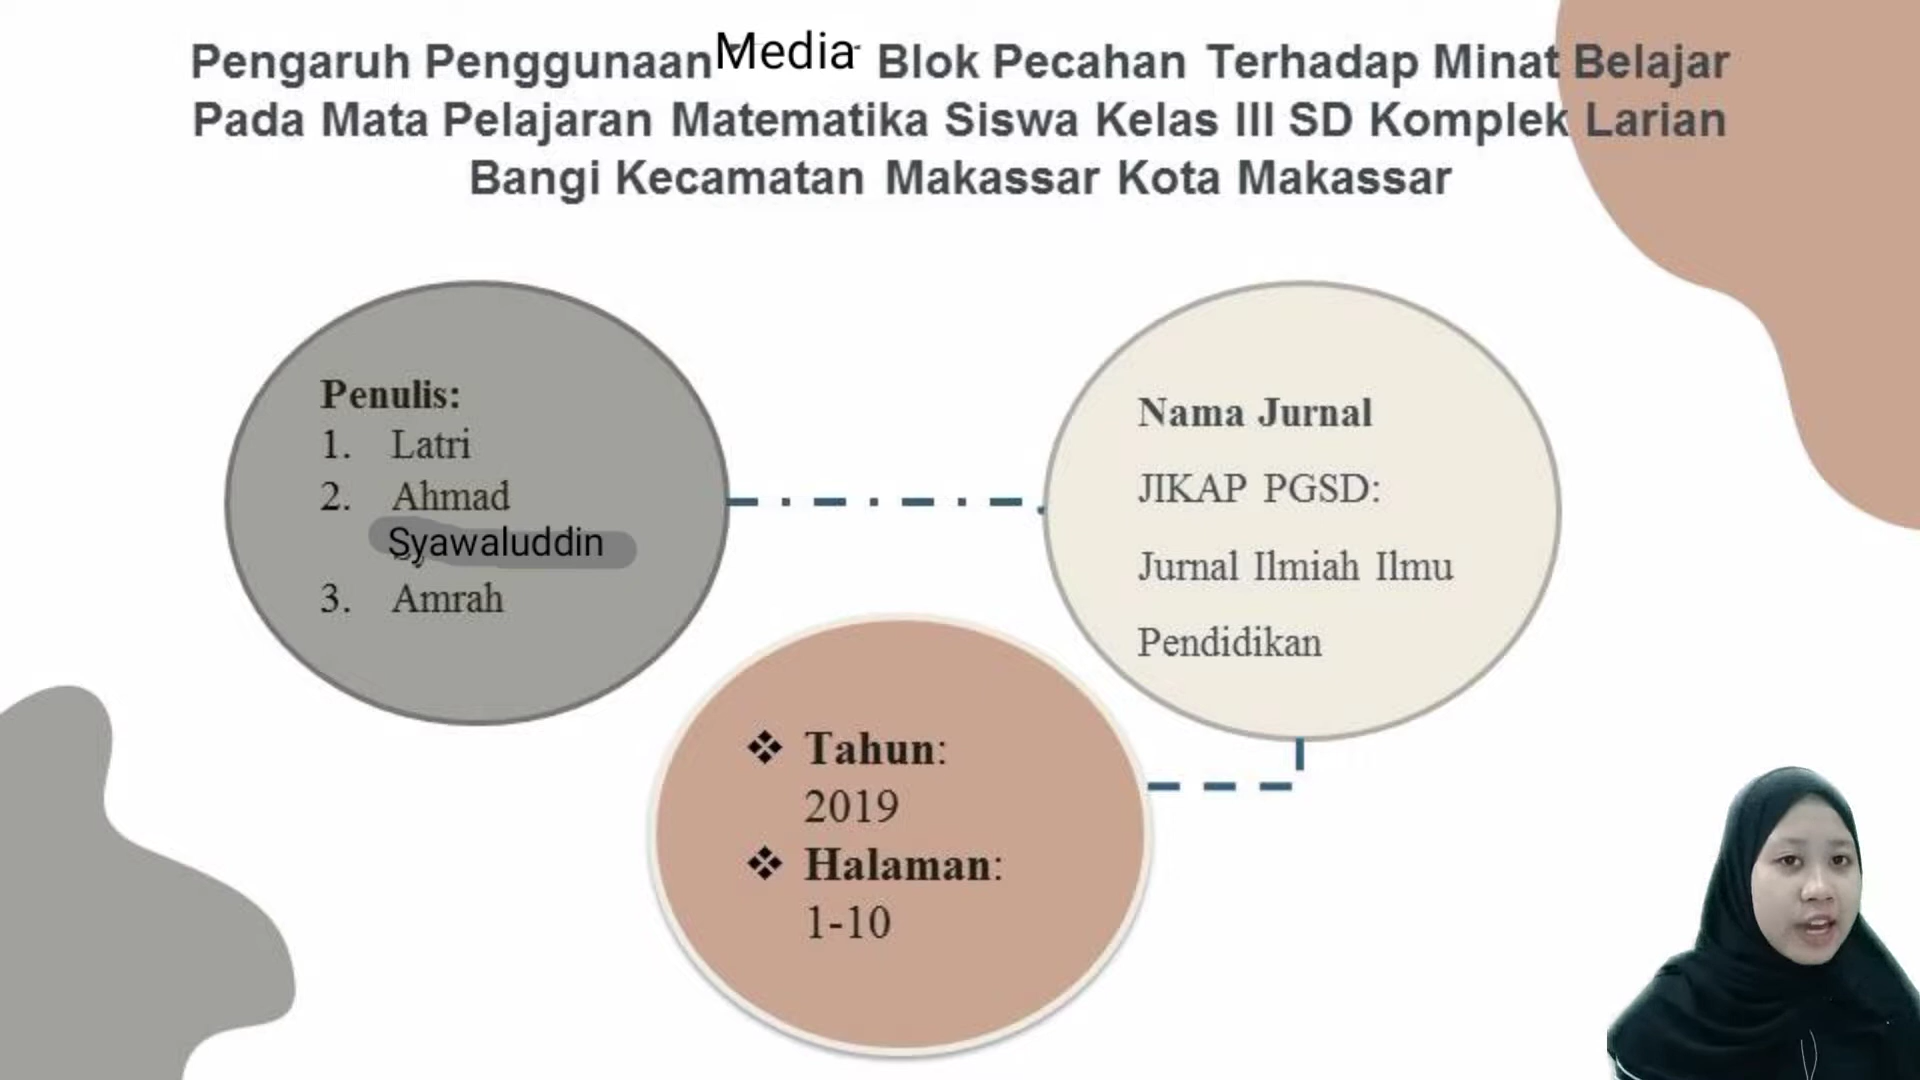 Pengaruh Penggunaan Media Blok Pecahan Terhadap Minat Belajar
Pada Mata Pelajaran Matematika Siswa Kelas III SD Komplek Larian
Bangi Kecamatan Makassar Kota Makassar
Penulis:
1. Latri
2. Ahmad
Syawaluddin
3. Amrah
Nama Jurnal
JIKAP PGSD:
Jurnal Ilmiah Ilmu
Pendidikan
❖ Tahun:
2019
❖ Halaman:
1-10